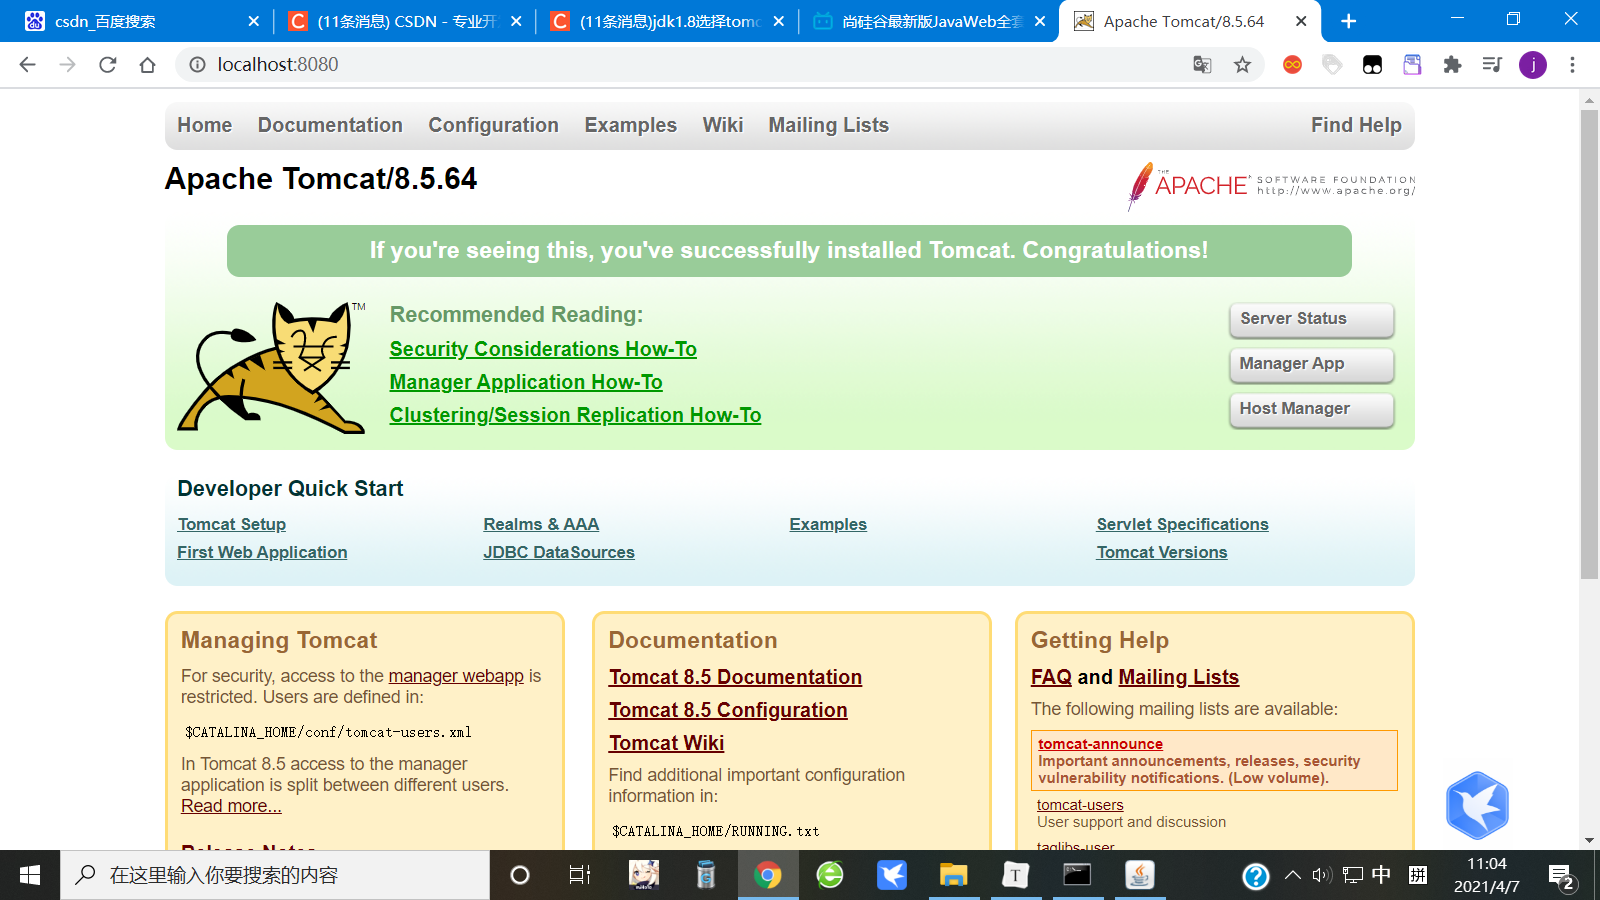 csdn_百度搜索
(11条消息) CSDN - 专业开
(11条消息)jdk1.8选择tomc
尚硅谷最新版JavaWeb全套
Apache Tomcat/8.5.64
localhost:8080
j
Home Documentation Configuration Examples Wiki Mailing Lists Find Help
Apache Tomcat/8.5.64
THE APACHE SOFTWARE FOUNDATION
http://www.apache.org/
If you're seeing this, you've successfully installed Tomcat. Congratulations!
TM
Recommended Reading:
Security Considerations How-To
Manager Application How-To
Clustering/Session Replication How-To
Server Status
Manager App
Host Manager
Developer Quick Start
Tomcat Setup
First Web Application
Realms & AAA
JDBC DataSources
Examples
Servlet Specifications
Tomcat Versions
Managing Tomcat
For security, access to the manager webapp is
restricted. Users are defined in:
$CATALINA_HOME/conf/tomcat-users.xml
In Tomcat 8.5 access to the manager
application is split between different users.
Read more...
Release Notes
Documentation
Tomcat 8.5 Documentation
Tomcat 8.5 Configuration
Tomcat Wiki
Find additional important configuration
information in:
$CATALINA_HOME/RUNNING.txt
Getting Help
FAQ and Mailing Lists
The following mailing lists are available:
tomcat-announce
Important announcements, releases, security
vulnerability notifications. (Low volume).
tomcat-users
User support and discussion
taglibs-user
在这里输入你要搜索的内容
T
中
拼
11:04
2021/4/7
2